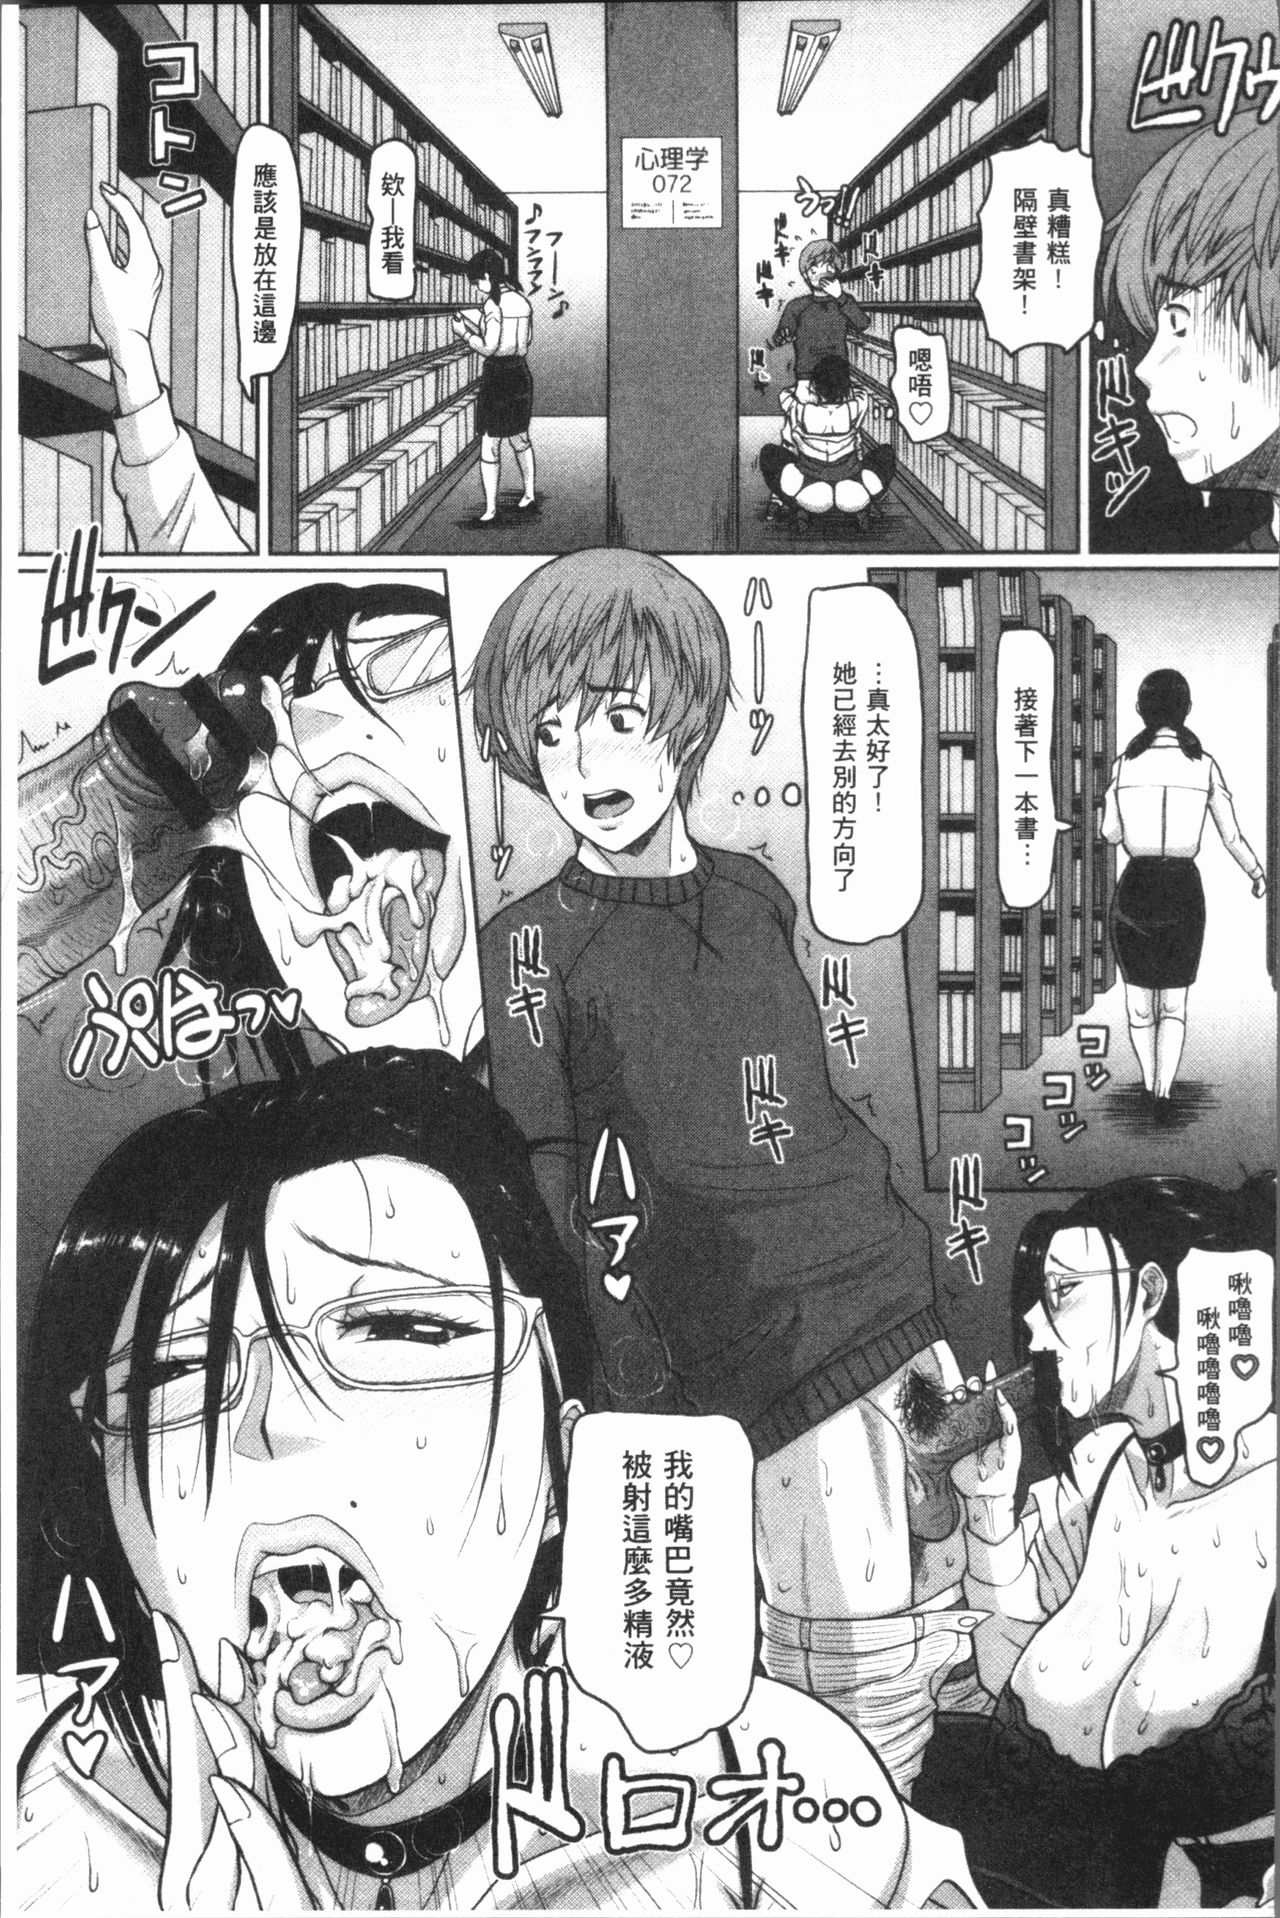 ビクゥ
真糟糕！
隔壁書架！
ドキッ
心理学
072
うっ!!
ドキ
ドキ
嗯唔♡
♪フーン
フンフン♪
欸—我看
應該是放在這邊
コトン
接著下一本書…
コッ
コッ
コッ
…真太好了！
她已經去別的方向了
ハーッ
ドキ
ドキ
ドキ
ドキ
啾嚕嚕♡
啾嚕嚕嚕嚕♡
ビクン
ぷはっ♥
ハァ♥
我的嘴巴竟然♡
被射這麼多精液
ハァ♥
ドロォ…